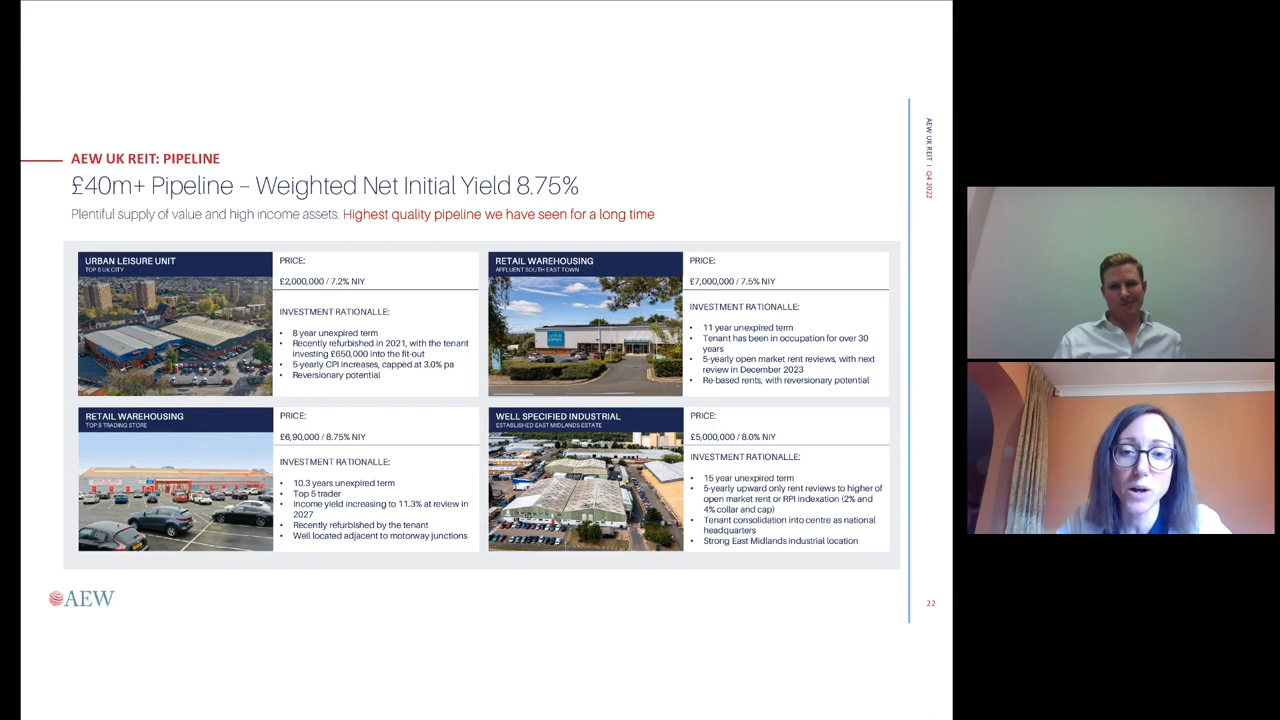 AEW UK REIT: PIPELINE
£40m+ Pipeline – Weighted Net Initial Yield 8.75%
Plentiful supply of value and high income assets. Highest quality pipeline we have seen for a long time
URBAN LEISURE UNIT
TOP 5 UK CITY
PRICE:
£2,000,000 / 7.2% NIY
INVESTMENT RATIONALLE:
• 8 year unexpired term
• Recently refurbished in 2021, with the tenant
investing £650,000 into the fit-out
• 5-yearly CPI increases, capped at 3.0% pa
• Reversionary potential
RETAIL WAREHOUSING
AFFLUENT SOUTH EAST TOWN
PRICE:
£7,000,000 / 7.5% NIY
INVESTMENT RATIONALLE:
• 11 year unexpired term
• Tenant has been in occupation for over 30
years
• 5-yearly open market rent reviews, with next
review in December 2023
• Re-based rents, with reversionary potential
RETAIL WAREHOUSING
TOP 5 TRADING STORE
PRICE:
£6,90,000 / 8.75% NIY
INVESTMENT RATIONALLE:
• 10.3 years unexpired term
• Top 5 trader
• Income yield increasing to 11.3% at review in
2027
• Recently refurbished by the tenant
• Well located adjacent to motorway junctions
WELL SPECIFIED INDUSTRIAL
ESTABLISHED EAST MIDLANDS ESTATE
PRICE:
£5,000,000 / 8.0% NIY
INVESTMENT RATIONALLE:
• 15 year unexpired term
• 5-yearly upward only rent reviews to higher of
open market rent or RPI indexation (2% and
4% collar and cap)
• Tenant consolidation into centre as national
headquarters
• Strong East Midlands industrial location
AEW
AEW UK REIT | Q4 2022
22